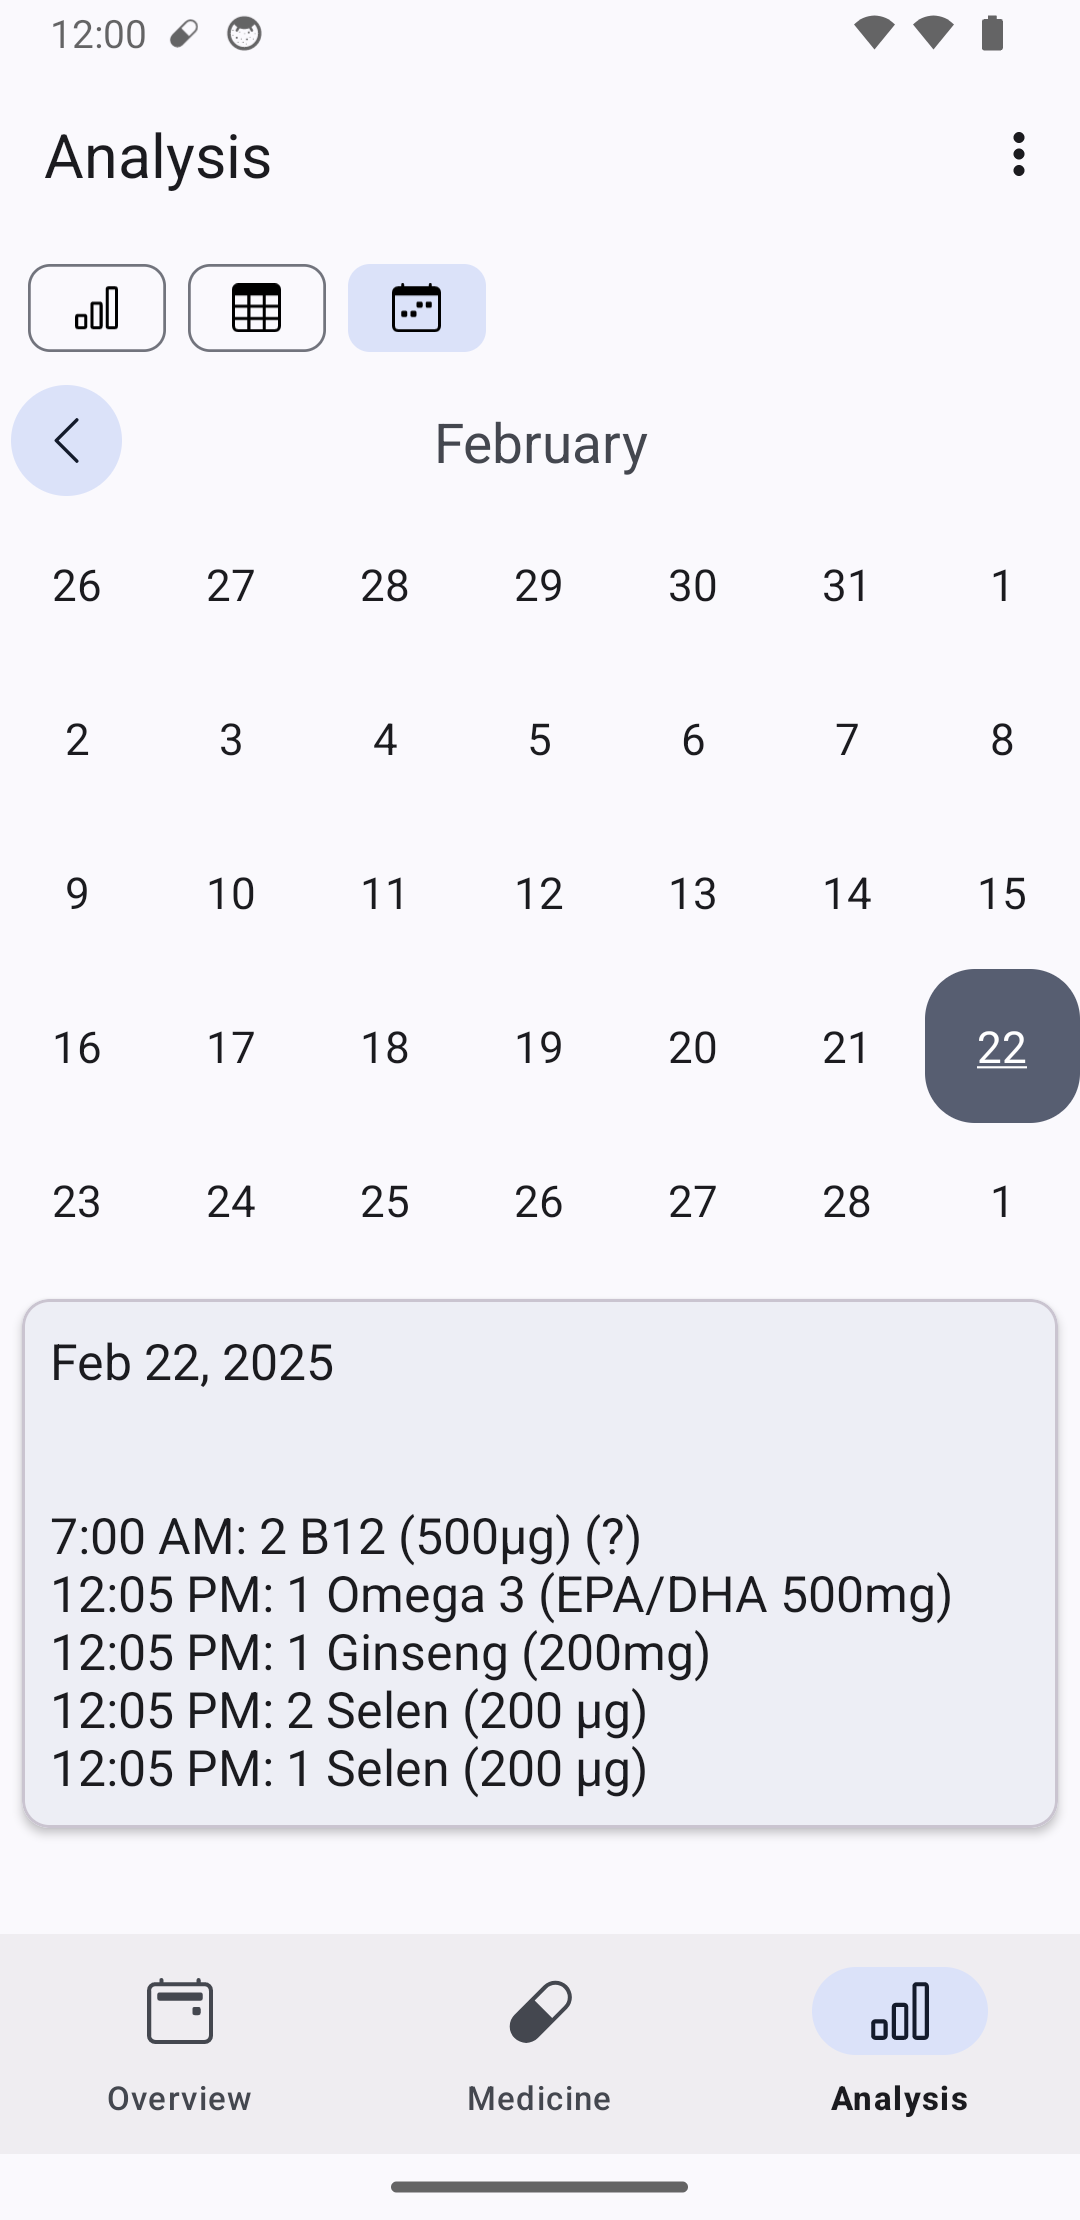 12:00
Analysis
February
26 27 28 29 30 31 1
2 3 4 5 6 7 8
9 10 11 12 13 14 15
16 17 18 19 20 21 22
23 24 25 26 27 28 1
Feb 22, 2025
7:00 AM: 2 B12 (500µg) (?)
12:05 PM: 1 Omega 3 (EPA/DHA 500mg)
12:05 PM: 1 Ginseng (200mg)
12:05 PM: 2 Selen (200 µg)
12:05 PM: 1 Selen (200 µg)
Overview Medicine Analysis